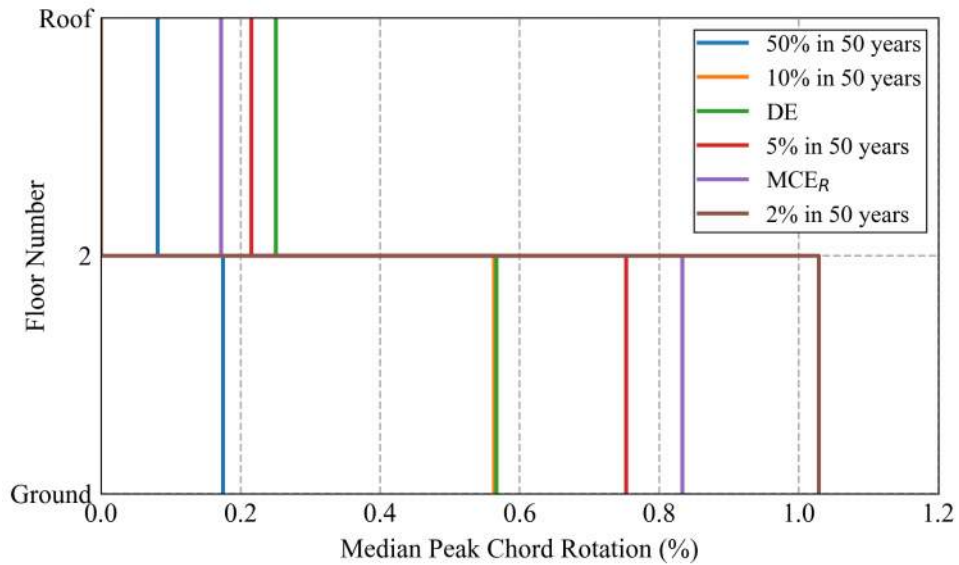 Roof
2
Ground
Floor Number
0.0 0.2 0.4 0.6 0.8 1.0 1.2
Median Peak Chord Rotation (%)
50% in 50 years
10% in 50 years
DE
5% in 50 years
MCE_R
2% in 50 years